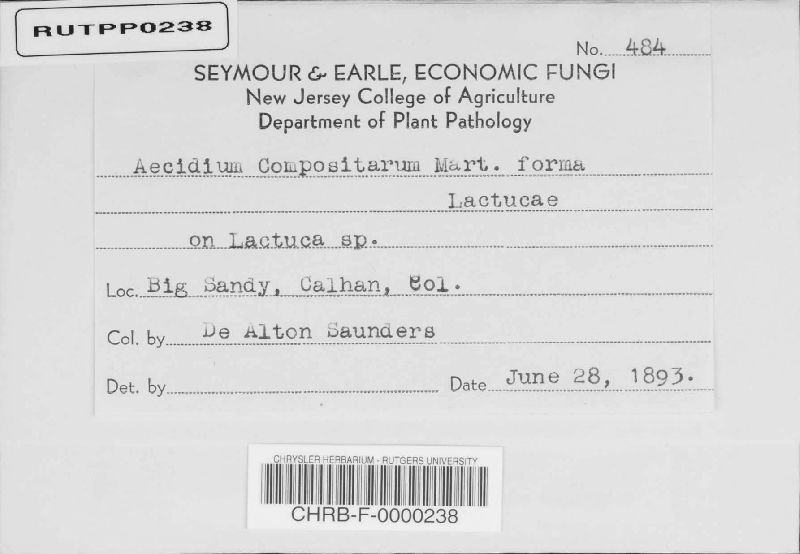 RUTPP0238
No. 484
SEYMOUR & EARLE, ECONOMIC FUNGI
New Jersey College of Agriculture
Department of Plant Pathology
Aecidium Compositarum Mart. forma
Lactucae
on Lactuca sp.
Loc. Big Sandy, Calhan, Col.
Col. by De Alton Saunders
Det. by
Date June 28, 1893.
CHRYSLER HERBARIUM - RUTGERS UNIVERSITY
CHRB-F-0000238